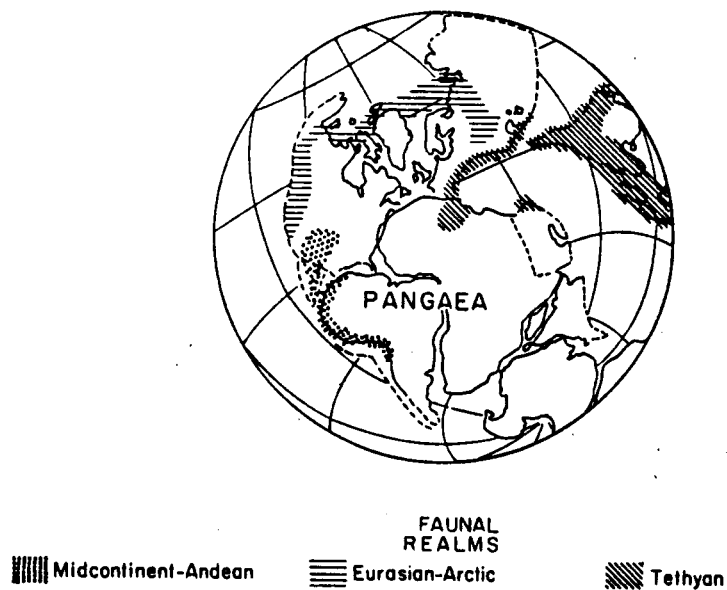 PANGAEA
FAUNAL
REALMS
Midcontinent-Andean
Eurasian-Arctic
Tethyan